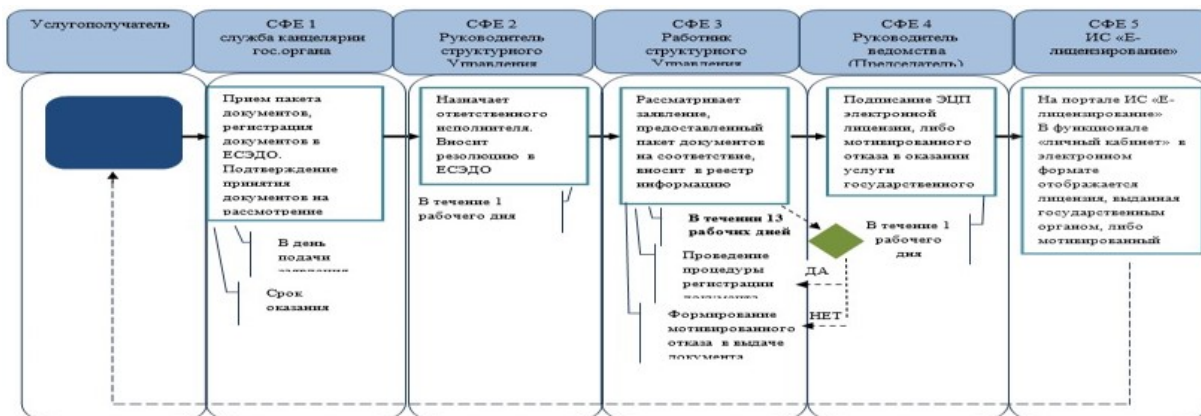 Услугополучатель
СФЕ 1
служба канцелярии
гос.органа
СФЕ 2
Руководитель
структурного
Управления
СФЕ 3
Работник
структурного
Управления
СФЕ 4
Руководитель
ведомства
(Председатель)
СФЕ 5
ИС «Е-
лицензирование»
Прием пакета
документов,
регистрация
документов в
ЕСЭДО.
Подтверждение
принятия
документов на
рассмотрение
В день
подачи
заявления
Срок
оказания
Назначает
ответственного
исполнителя.
Вносит
резолюцию в
ЕСЭДО
В течение 1
рабочего дня
Рассматривает
заявление,
предоставленный
пакет документов
на соответствие,
вносит в реестр
информацию
В течении 13
рабочих дней
Проведение
процедуры
регистрации
документа
Формирование
мотивированного
отказа в выдаче
документа
ДА
НЕТ
Подписание ЭЦП
электронной
лицензии, либо
мотивированного
отказа в оказании
услуги
государственного
В течение 1
рабочего
дня
На портале ИС «Е-
лицензирование»
В функционале
«личный кабинет» в
электронном
формате
отображается
лицензия, выданная
государственным
органом, либо
мотивированный